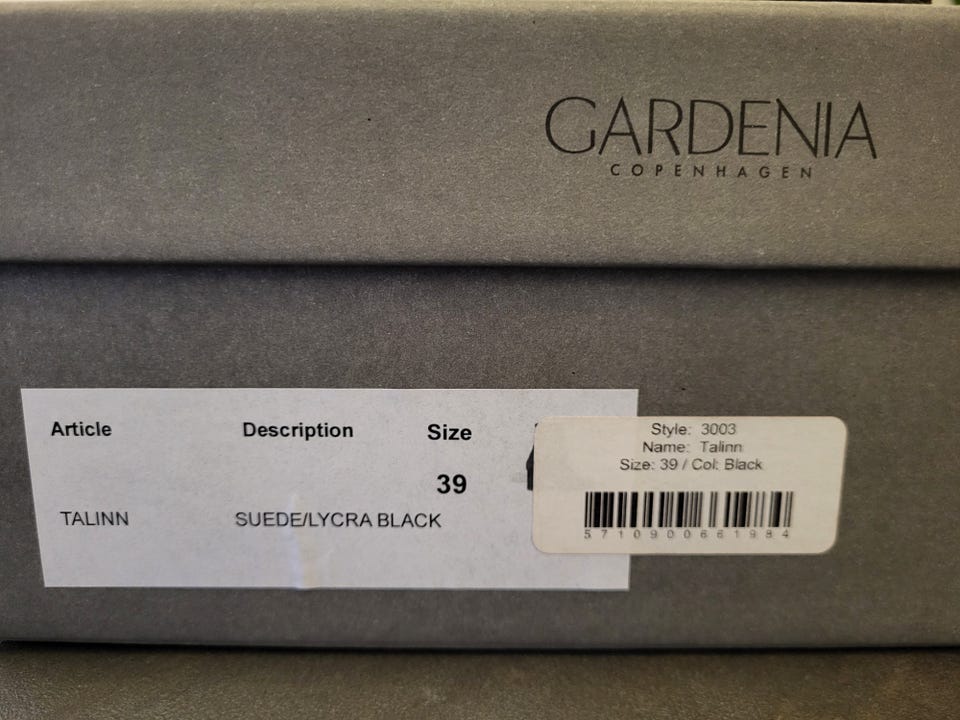 GARDENIA
COPENHAGEN
Article Description Size
39
TALINN SUEDE/LYCRA BLACK
Style: 3003
Name: Talinn
Size: 39 / Col: Black
5710900661984